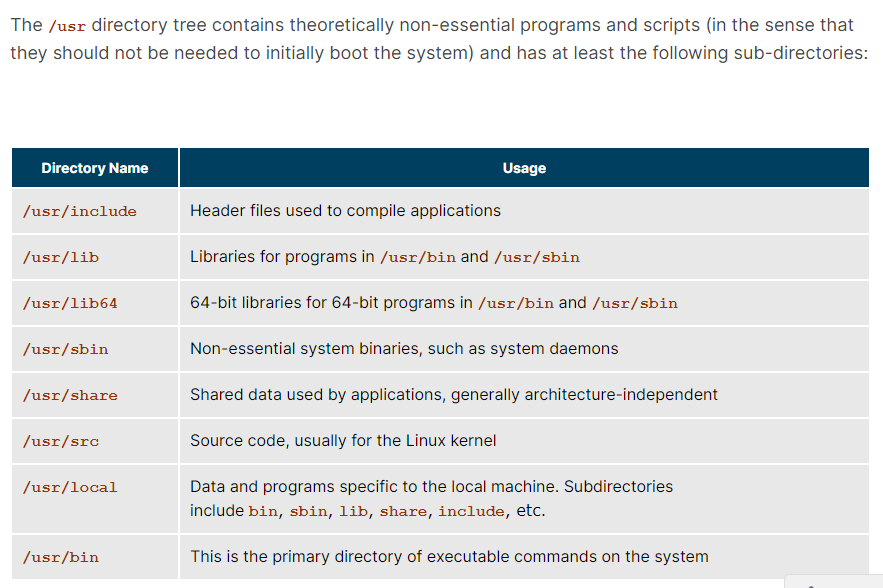 The /usr directory tree contains theoretically non-essential programs and scripts (in the sense that
they should not be needed to initially boot the system) and has at least the following sub-directories:
Directory Name Usage
/usr/include Header files used to compile applications
/usr/lib Libraries for programs in /usr/bin and /usr/sbin
/usr/lib64 64-bit libraries for 64-bit programs in /usr/bin and /usr/sbin
/usr/sbin Non-essential system binaries, such as system daemons
/usr/share Shared data used by applications, generally architecture-independent
/usr/src Source code, usually for the Linux kernel
/usr/local Data and programs specific to the local machine. Subdirectories
include bin, sbin, lib, share, include, etc.
/usr/bin This is the primary directory of executable commands on the system